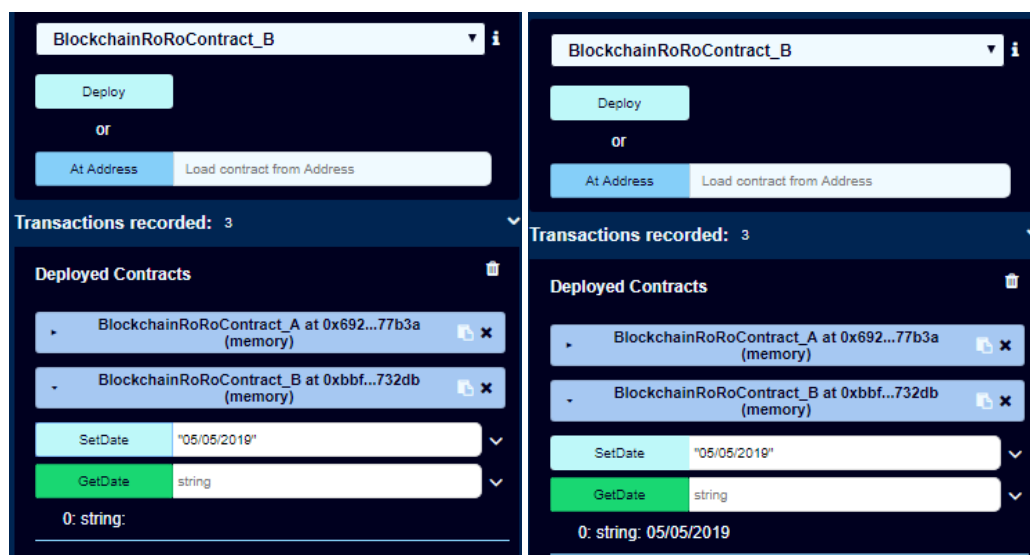 BlockchainRoRoContract_B
Deploy
or
At Address Load contract from Address
Transactions recorded: 3
Deployed Contracts
BlockchainRoRoContract_A at 0x692...77b3a
(memory)
BlockchainRoRoContract_B at 0xbbf...732db
(memory)
SetDate "05/05/2019"
GetDate string
0: string:
BlockchainRoRoContract_B
Deploy
or
At Address Load contract from Address
Transactions recorded: 3
Deployed Contracts
BlockchainRoRoContract_A at 0x692...77b3a
(memory)
BlockchainRoRoContract_B at 0xbbf...732db
(memory)
SetDate "05/05/2019"
GetDate string
0: string: 05/05/2019